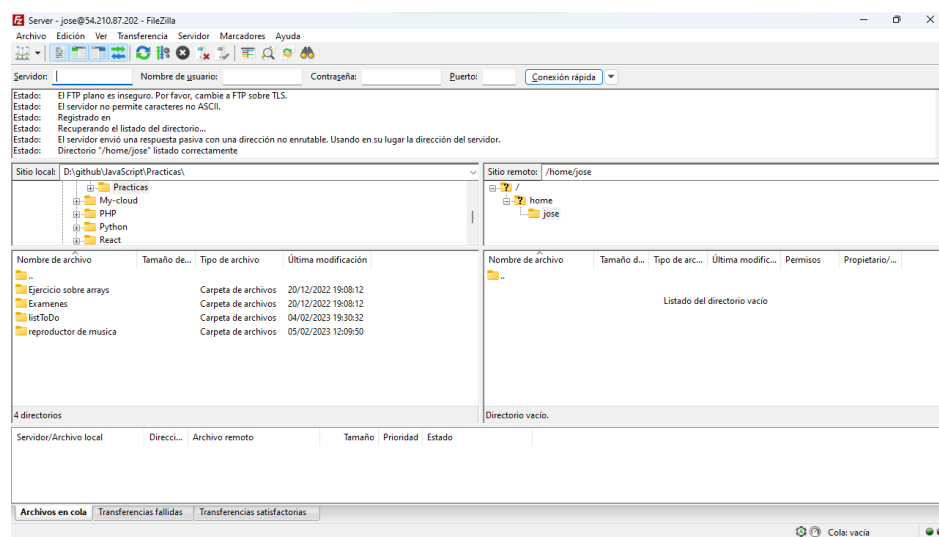 Server - jose@54.210.87.202 - FileZilla
Archivo Edición Ver Transferencia Servidor Marcadores Ayuda
Servidor: Nombre de usuario: Contraseña: Puerto: Conexión rápida
Estado: El FTP plano es inseguro. Por favor, cambie a FTP sobre TLS.
Estado: El servidor no permite caracteres no ASCII.
Estado: Registrado en
Estado: Recuperando el listado del directorio...
Estado: El servidor envió una respuesta pasiva con una dirección no enrutable. Usando en su lugar la dirección del servidor.
Estado: Directorio "/home/jose" listado correctamente
Sitio local: D:\github\JavaScript\Practicas\
Practicas
My-cloud
PHP
Python
React
Sitio remoto: /home/jose
/
home
jose
Nombre de archivo Tamaño de... Tipo de archivo Última modificación
..
Ejercicio sobre arrays Carpeta de archivos 20/12/2022 19:08:12
Examenes Carpeta de archivos 20/12/2022 19:08:12
listToDo Carpeta de archivos 04/02/2023 19:30:32
reproductor de musica Carpeta de archivos 05/02/2023 12:09:50
4 directorios
Nombre de archivo Tamaño d... Tipo de arc... Última modific... Permisos Propietario/...
..
Listado del directorio vacío
Directorio vacío.
Servidor/Archivo local Direcci... Archivo remoto Tamaño Prioridad Estado
Archivos en cola Transferencias fallidas Transferencias satisfactorias
Cola: vacía